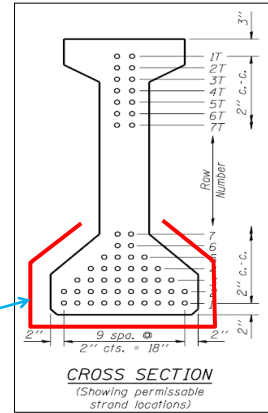 3"
1T
2T
3T
4T
5T
6T
7T
2" c.-c.
Row
Number
7
6
2" c.-c.
2"
2"
9 spa. @
2" cts. = 18"
2"
CROSS SECTION
(Showing permissable
strand locations)